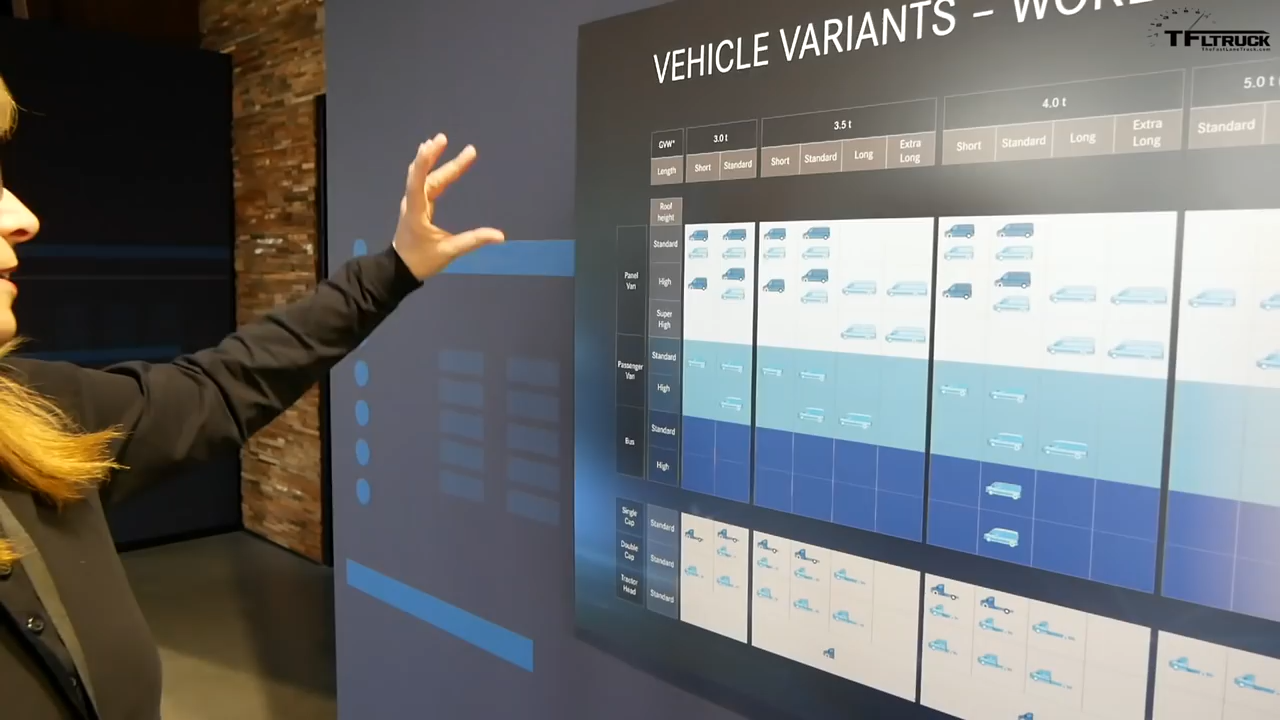 TFLTRUCK
TheFastLaneTruck.com
VEHICLE VARIANTS –
GVW* 3.0 t 3.5 t 4.0 t 5.0 t
Length Short Standard Short Standard Long Extra Long Short Standard Long Extra Long Standard
Roof height
Panel Van
Standard
High
Super High
Passenger Van
Standard
High
Bus
Standard
High
Single Cap Standard
Double Cap Standard
Tractor Head Standard